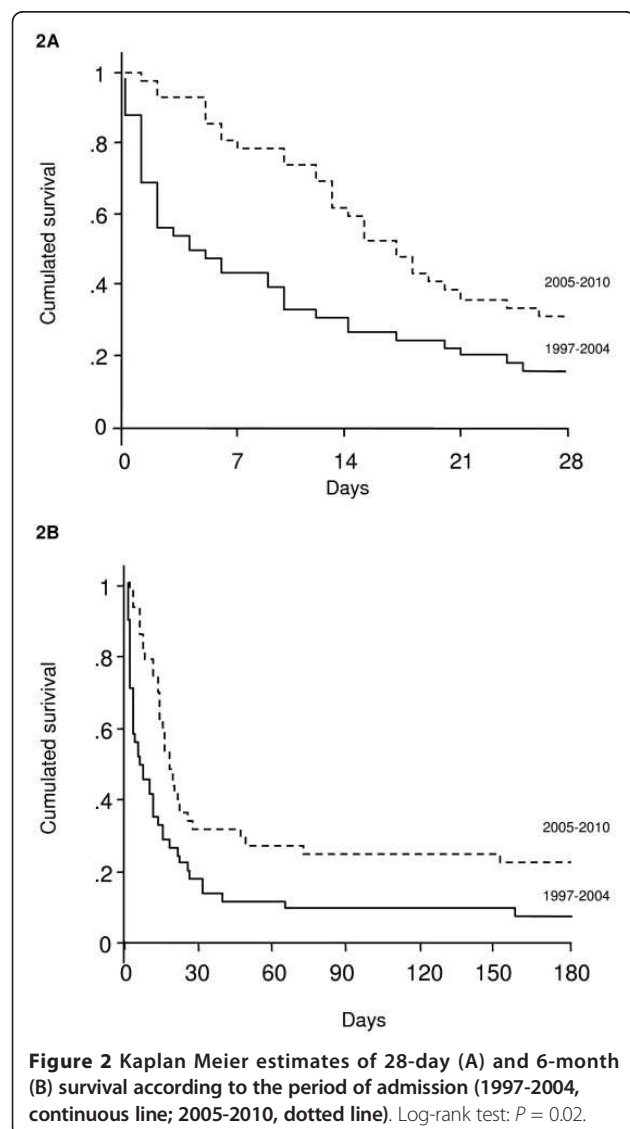 2A
1
.8
.6
.4
.2
0
Cumulated survival
2005-2010
1997-2004
0 7 14 21 28
Days
2B
1
.8
.6
.4
.2
0
Cumulated surivival
2005-2010
1997-2004
0 30 60 90 120 150 180
Days
Figure 2 Kaplan Meier estimates of 28-day (A) and 6-month
(B) survival according to the period of admission (1997-2004,
continuous line; 2005-2010, dotted line). Log-rank test: P = 0.02.